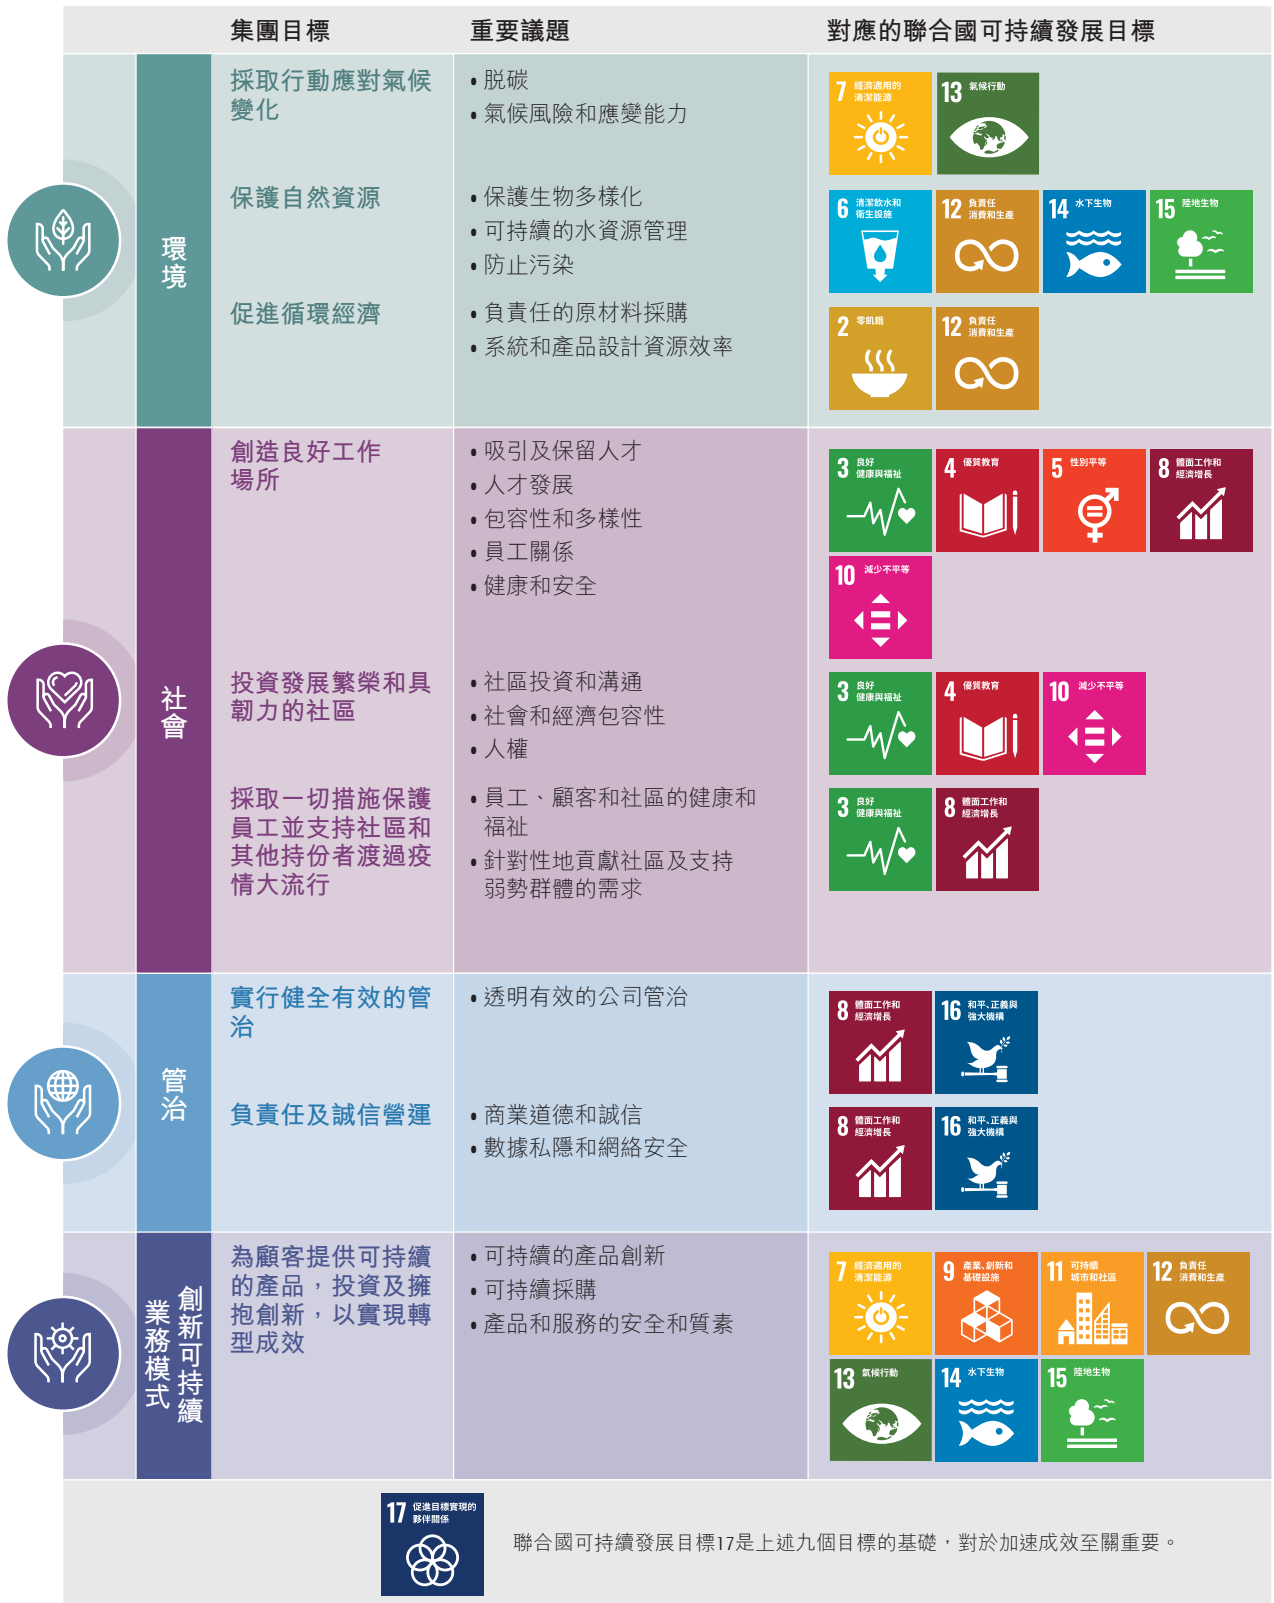 集團目標
重要議題
對應的聯合國可持續發展目標
環境
採取行動應對氣候
變化
• 脱碳
• 氣候風險和應變能力
7 經濟適用的
清潔能源
13 氣候行動
保護自然資源
• 保護生物多樣化
• 可持續的水資源管理
• 防止污染
6 清潔飲水和
衛生設施
12 負責任
消費和生產
14 水下生物
15 陸地生物
促進循環經濟
• 負責任的原材料採購
• 系統和產品設計資源效率
2 零飢餓
12 負責任
消費和生產
社會
創造良好工作
場所
• 吸引及保留人才
• 人才發展
• 包容性和多樣性
• 員工關係
• 健康和安全
3 良好
健康與福祉
4 優質教育
5 性別平等
8 體面工作和
經濟增長
10 減少不平等
投資發展繁榮和具
韌力的社區
• 社區投資和溝通
• 社會和經濟包容性
• 人權
3 良好
健康與福祉
4 優質教育
10 減少不平等
採取一切措施保護
員工並支持社區和
其他持份者渡過疫
情大流行
• 員工、顧客和社區的健康和
福祉
• 針對性地貢獻社區及支持
弱勢群體的需求
3 良好
健康與福祉
8 體面工作和
經濟增長
管治
實行健全有效的管
治
• 透明有效的公司管治
8 體面工作和
經濟增長
16 和平、正義與
強大機構
負責任及誠信營運
• 商業道德和誠信
• 數據私隱和網絡安全
8 體面工作和
經濟增長
16 和平、正義與
強大機構
創新可持續
業務模式
為顧客提供可持續
的產品，投資及擁
抱創新，以實現轉
型成效
• 可持續的產品創新
• 可持續採購
• 產品和服務的安全和質素
7 經濟適用的
清潔能源
9 產業、創新和
基礎設施
11 可持續
城市和社區
12 負責任
消費和生產
13 氣候行動
14 水下生物
15 陸地生物
17 促進目標實現的
夥伴關係
聯合國可持續發展目標17是上述九個目標的基礎，對於加速成效至關重要。